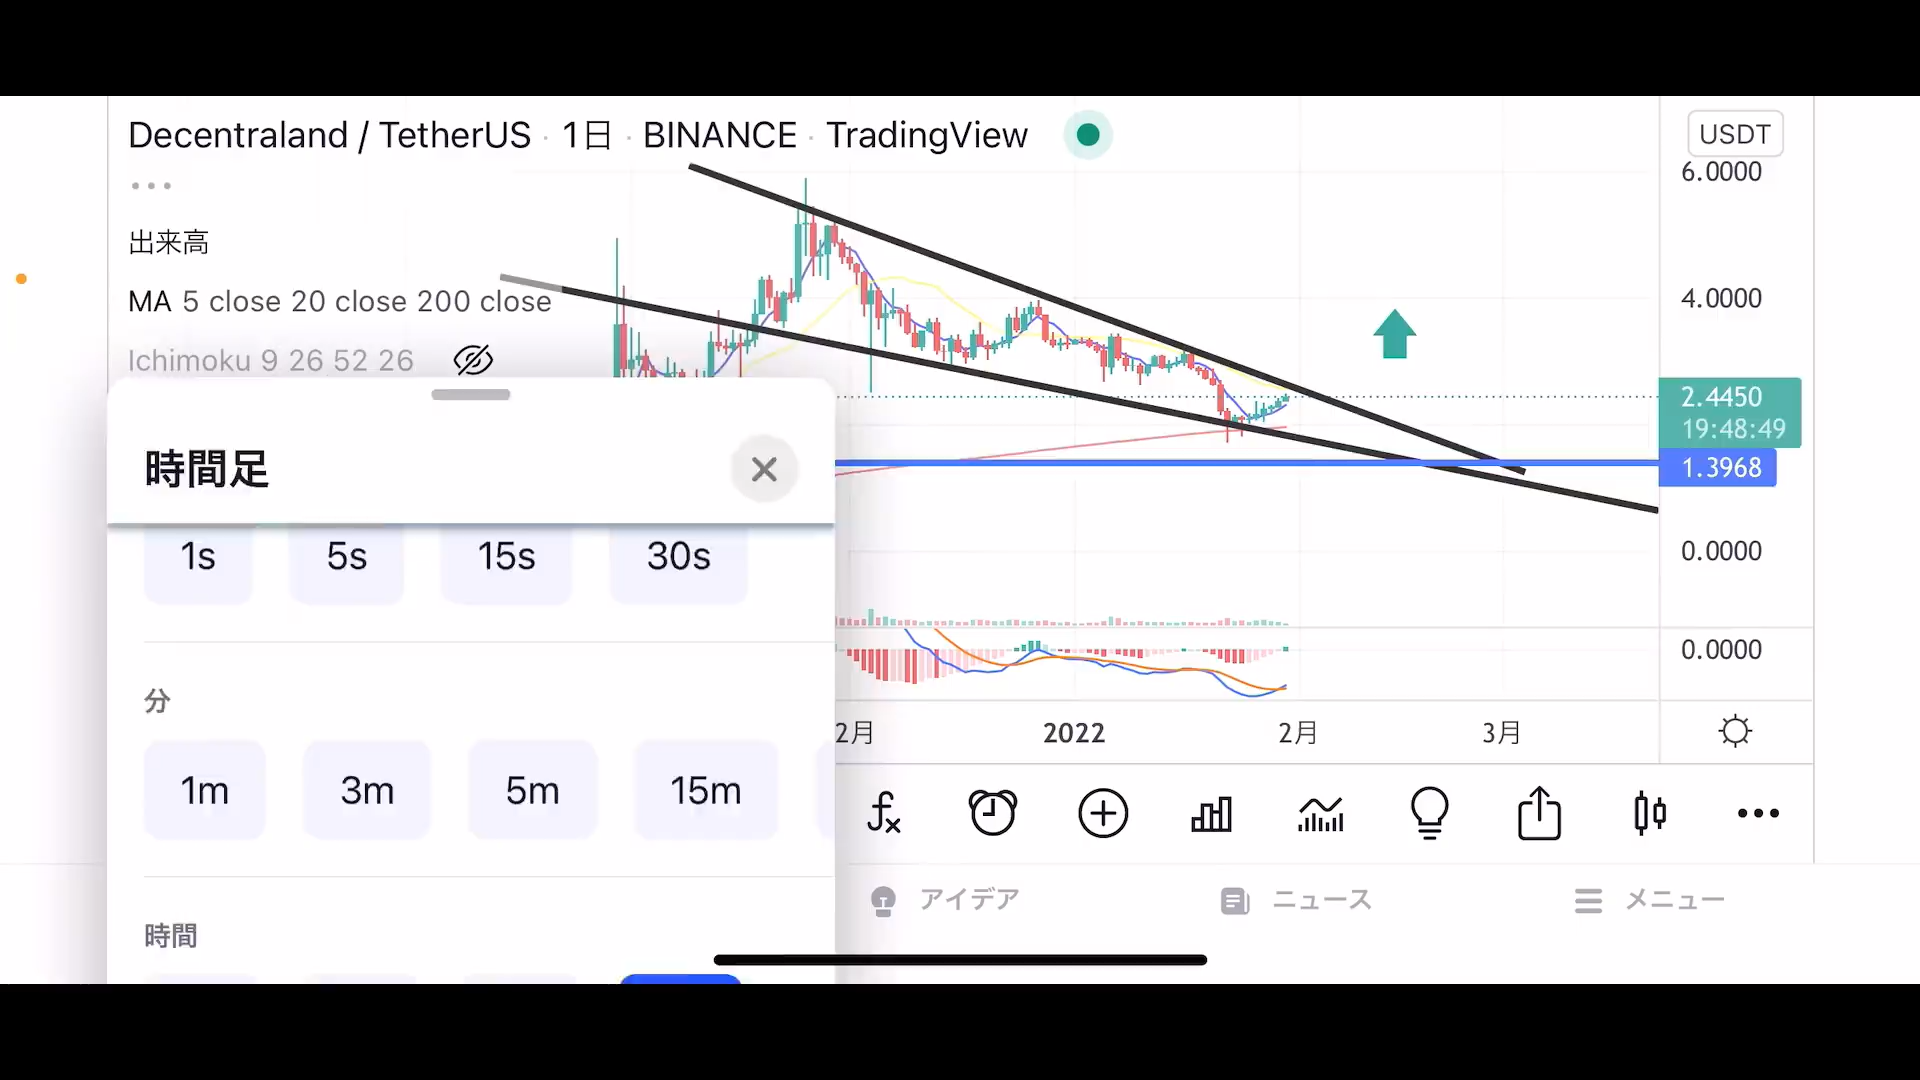 Decentraland / TetherUS · 1日 · BINANCE · TradingView
USDT
6.0000
出来高
MA 5 close 20 close 200 close
4.0000
Ichimoku 9 26 52 26
2.4450
19:48:49
1.3968
時間足
1s 5s 15s 30s
0.0000
0.0000
分
2月 2022 2月 3月
1m 3m 5m 15m
アイデア ニュース メニュー
時間